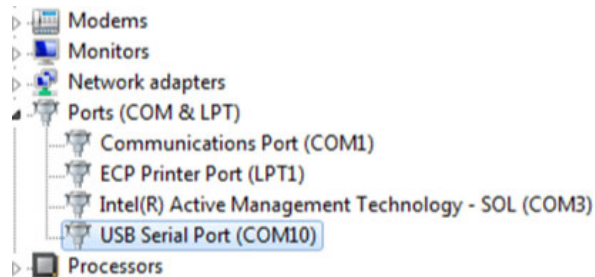 Modems
Monitors
Network adapters
Ports (COM & LPT)
Communications Port (COM1)
ECP Printer Port (LPT1)
Intel(R) Active Management Technology - SOL (COM3)
USB Serial Port (COM10)
Processors